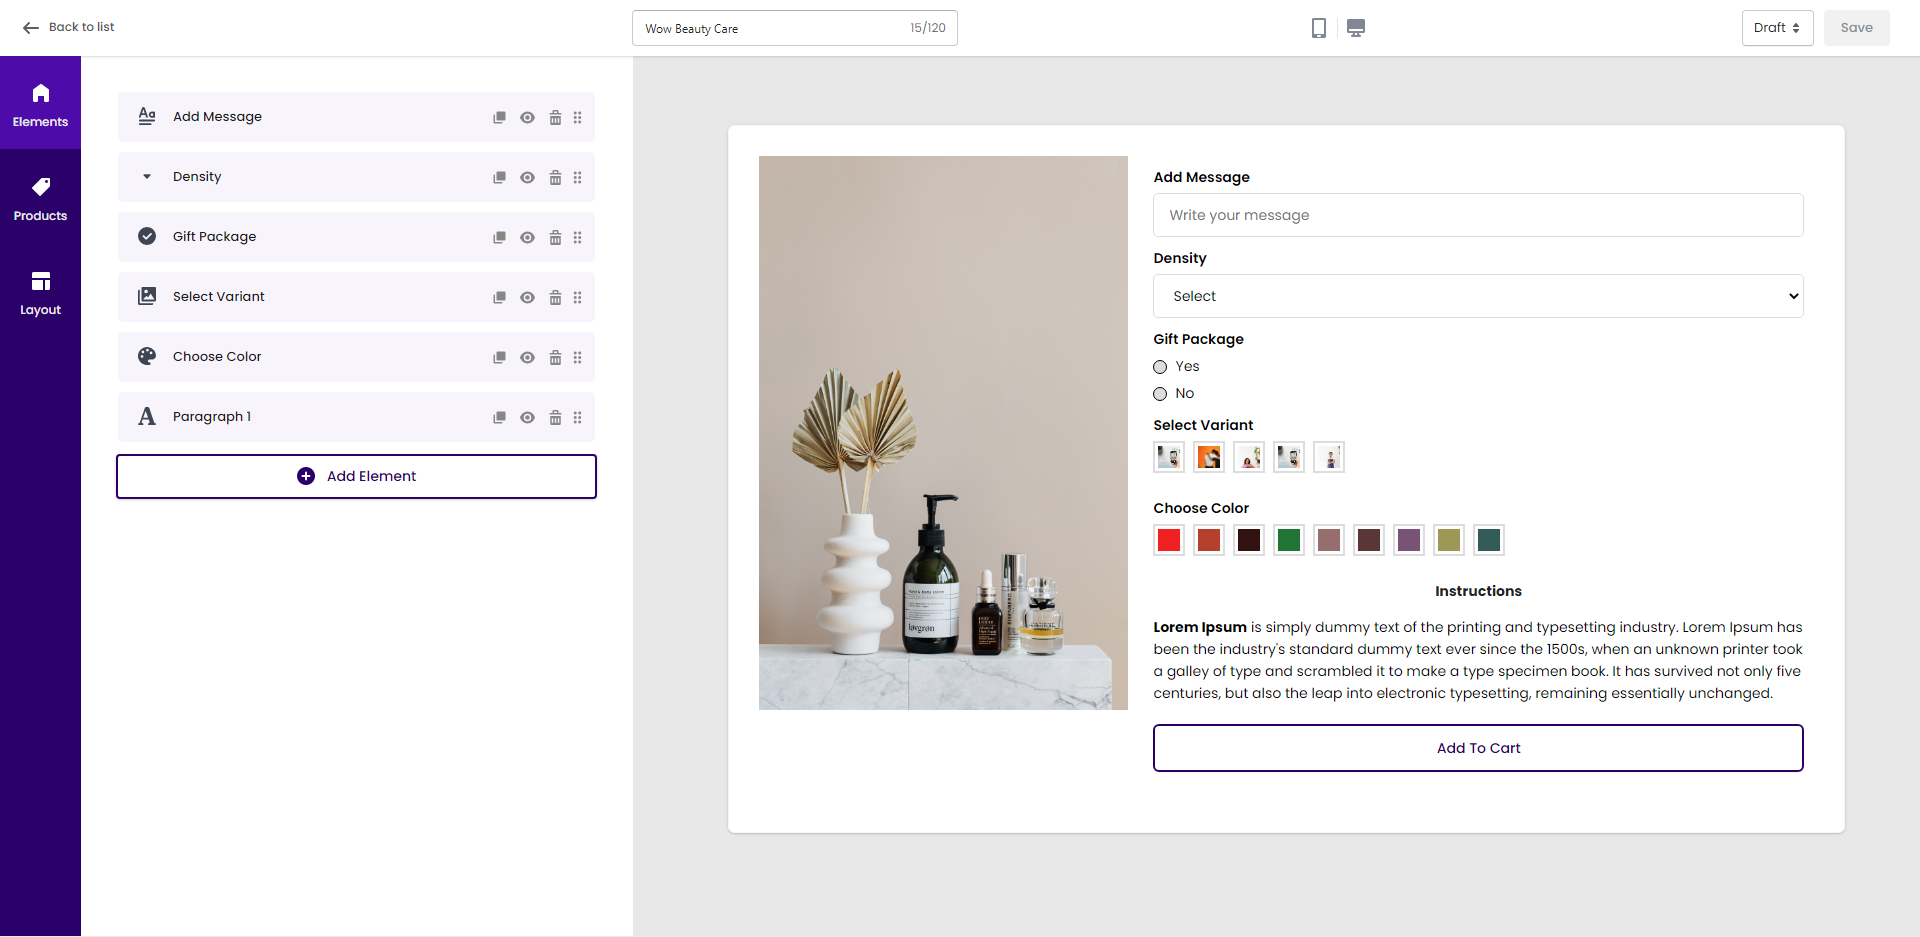 Back to list
Wow Beauty Care
15/120
Draft
Save
Elements
Products
Layout
Aa
Add Message
Density
Gift Package
Select Variant
Choose Color
A
Paragraph 1
Add Element
løvgrøn
Add Message
Write your message
Density
Select
Gift Package
Yes
No
Select Variant
Choose Color
Instructions
Lorem Ipsum is simply dummy text of the printing and typesetting industry. Lorem Ipsum has
been the industry's standard dummy text ever since the 1500s, when an unknown printer took
a galley of type and scrambled it to make a type specimen book. It has survived not only five
centuries, but also the leap into electronic typesetting, remaining essentially unchanged.
Add To Cart